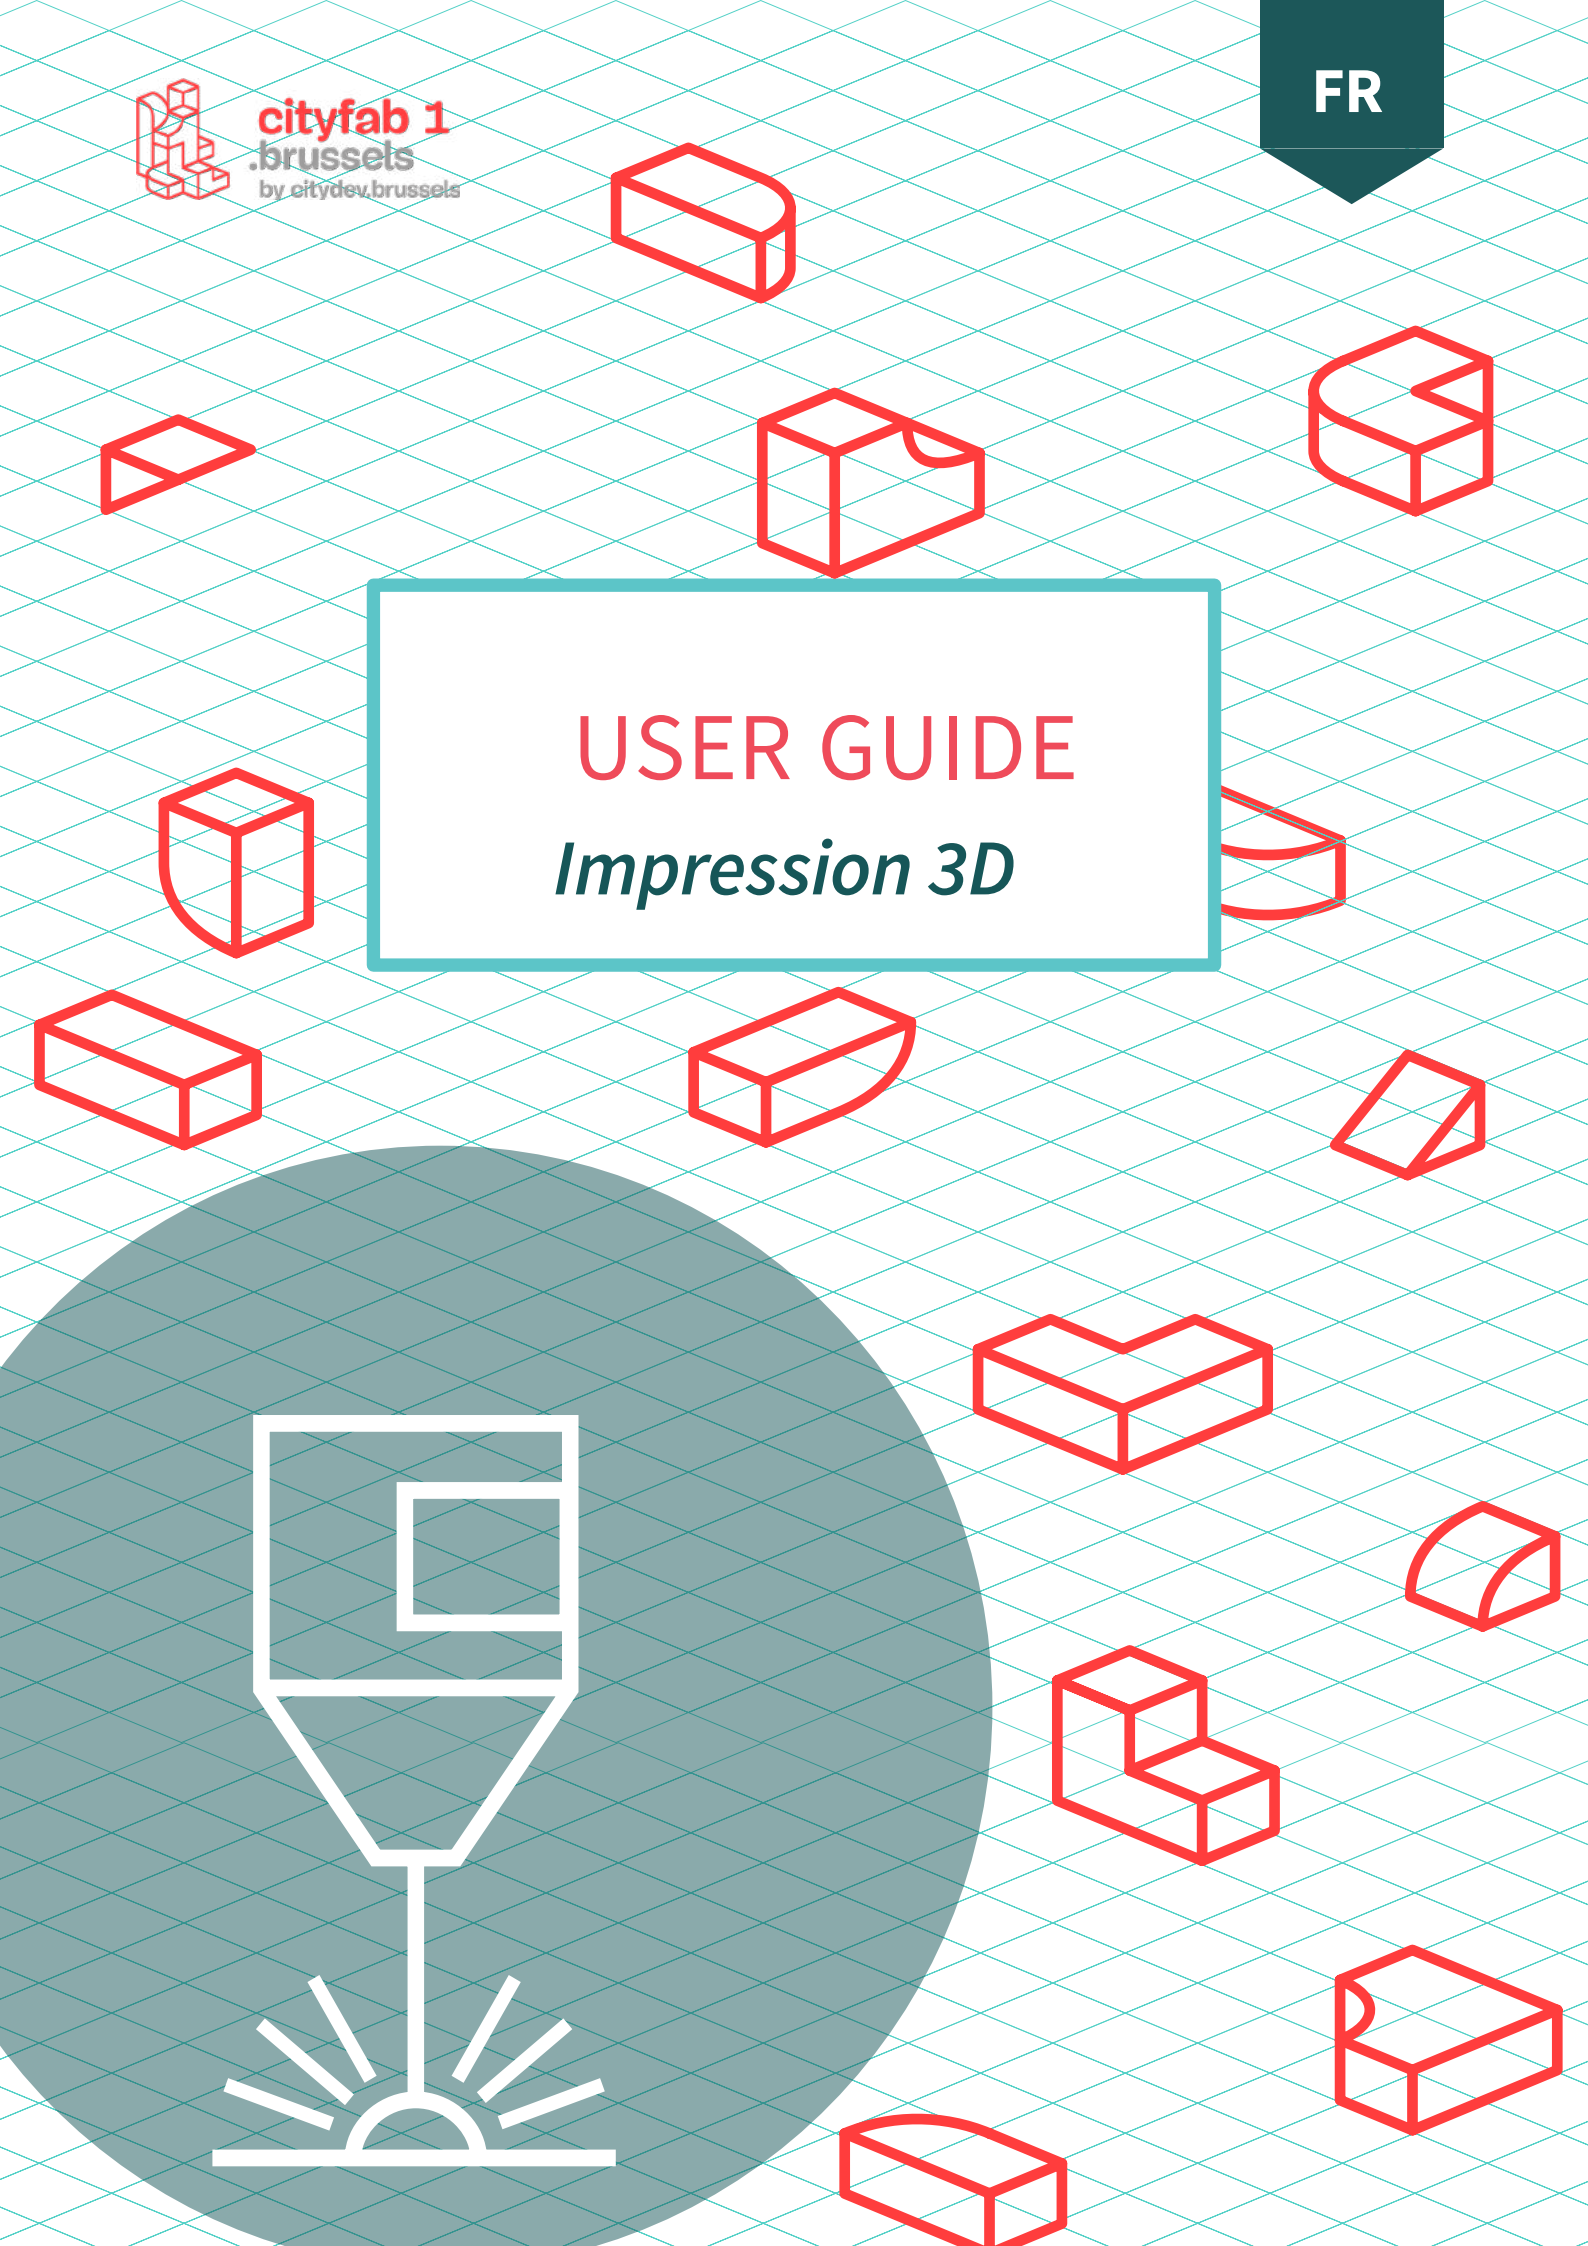 cityfab 1
.brussels
by citydev.brussels
FR
USER GUIDE
Impression 3D